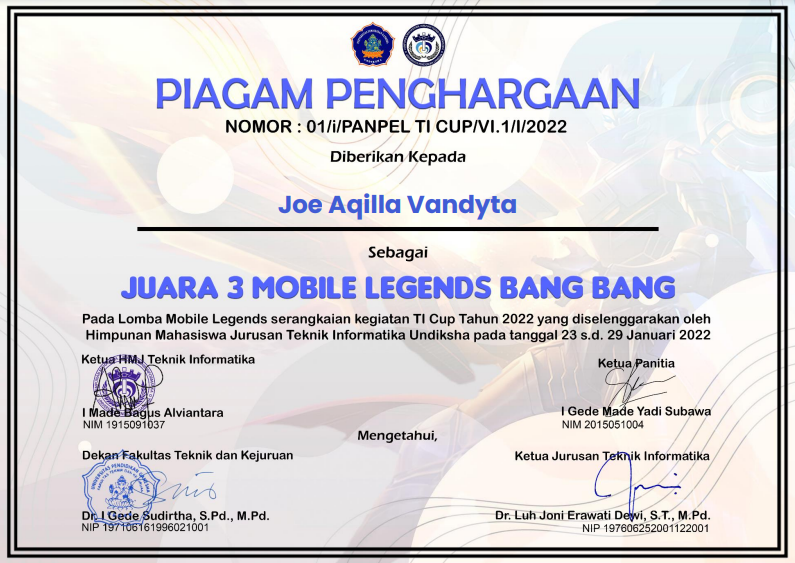 PIAGAM PENGHARGAAN
NOMOR : 01/i/PANPEL TI CUP/VI.1/I/2022
Diberikan Kepada
Joe Aqilla Vandyta
Sebagai
JUARA 3 MOBILE LEGENDS BANG BANG
Pada Lomba Mobile Legends serangkaian kegiatan TI Cup Tahun 2022 yang diselenggarakan oleh
Himpunan Mahasiswa Jurusan Teknik Informatika Undiksha pada tanggal 23 s.d. 29 Januari 2022
Ketua HMJ Teknik Informatika
I Made Bagus Alviantara
NIM 1915091037
Ketua Panitia
I Gede Made Yadi Subawa
NIM 2015051004
Mengetahui,
Dekan Fakultas Teknik dan Kejuruan
UNIVERSITAS PENDIDIKAN GANESHA
Dr. I Gede Sudirtha, S.Pd., M.Pd.
NIP 197106161996021001
Ketua Jurusan Teknik Informatika
Dr. Luh Joni Erawati Dewi, S.T., M.Pd.
NIP 197606252001122001